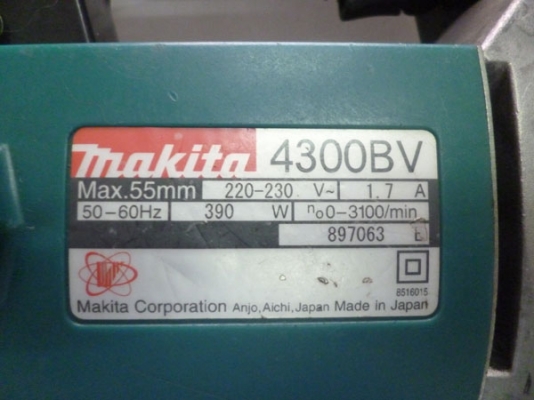 makita 4300BV
Max.55mm 220-230 V~ 1.7 A
50-60Hz 390 W no0-3100/min
897063 E
8516015
Makita Corporation Anjo,Aichi,Japan Made in Japan